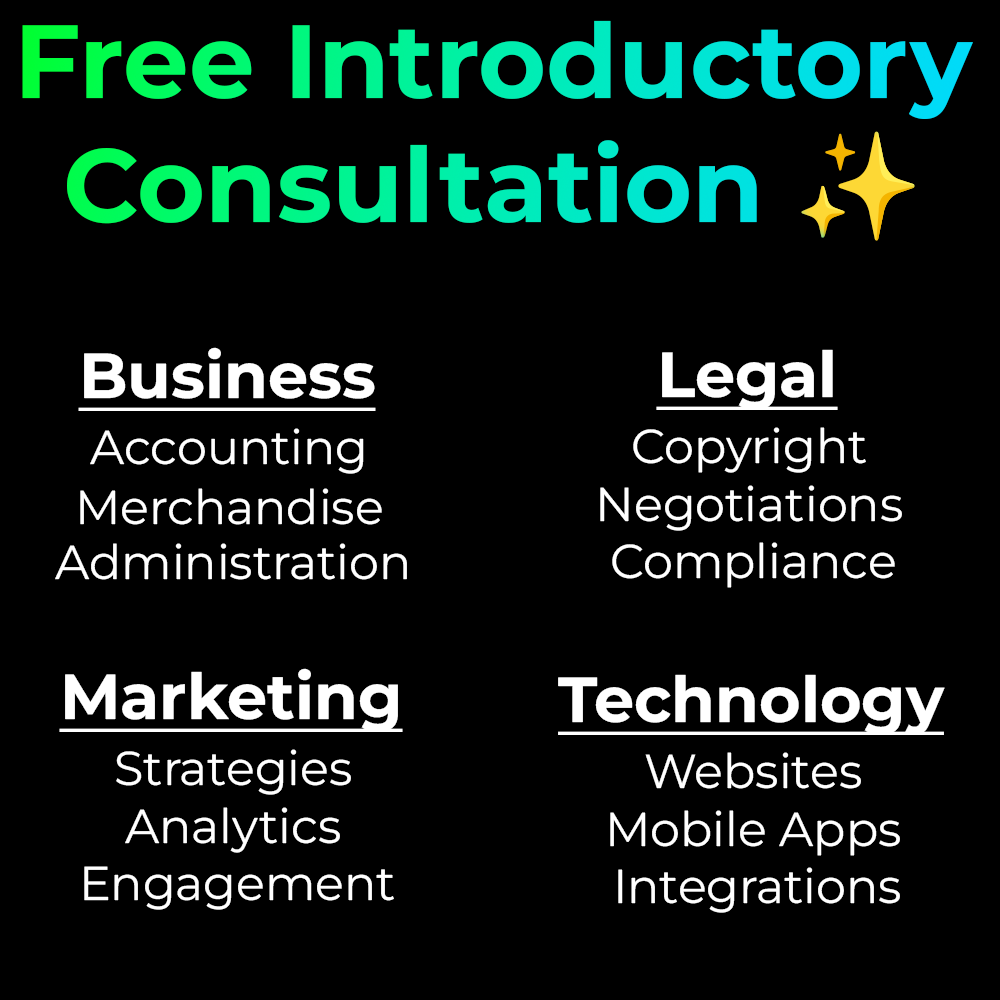 Free Introductory
Consultation ✨
Business
Accounting
Merchandise
Administration
Legal
Copyright
Negotiations
Compliance
Marketing
Strategies
Analytics
Engagement
Technology
Websites
Mobile Apps
Integrations